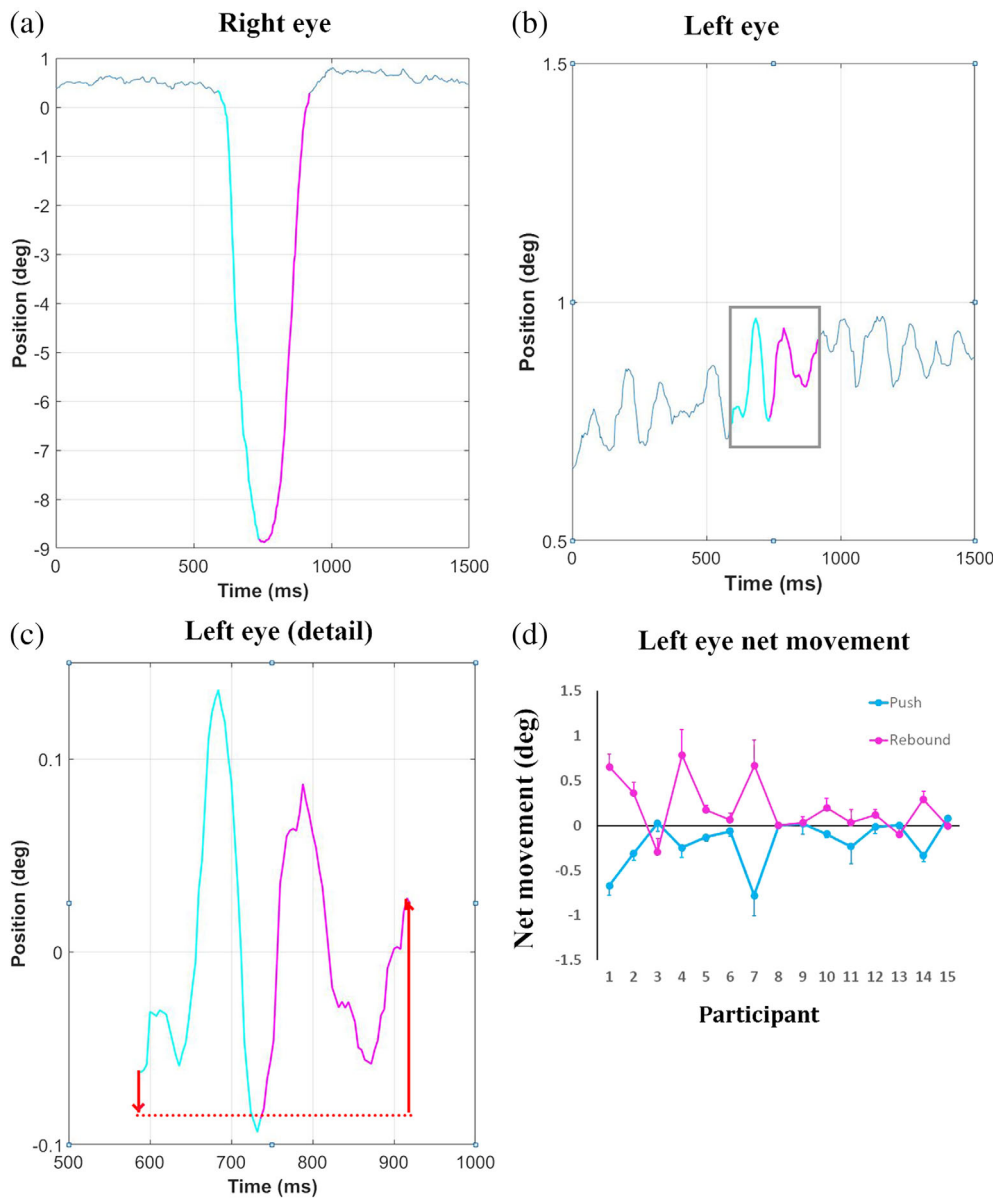 (a)
Right eye
1
0
-1
-2
-3
-4
-5
-6
-7
-8
-9
Position (deg)
0
500
1000
1500
Time (ms)
(b)
Left eye
1.5
1
0.5
Position (deg)
0
500
1000
1500
Time (ms)
(c)
Left eye (detail)
0.1
0
-0.1
Position (deg)
500
600
700
800
900
1000
Time (ms)
(d)
Left eye net movement
1.5
1
0.5
0
-0.5
-1
-1.5
Net movement (deg)
Push
Rebound
1 2 3 4 5 6 7 8 9 10 11 12 13 14 15
Participant